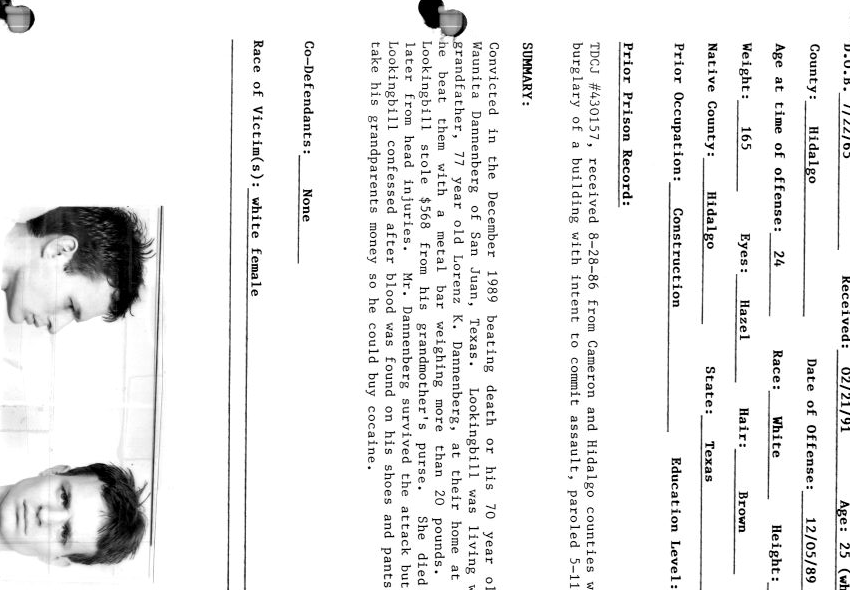 D.O.B. 7/22/65 Received: 02/21/91 Age: 25
County: Hidalgo Date of Offense: 12/05/89
Age at time of offense: 24 Race: White Height:
Weight: 165 Eyes: Hazel Hair: Brown
Native County: Hidalgo State: Texas
Prior Occupation: Construction Education Level:
Prior Prison Record:
TDCJ #430157, received 8-28-86 from Cameron and Hidalgo counties w
burglary of a building with intent to commit assault, paroled 5-11
SUMMARY:
Convicted in the December 1989 beating death or his 70 year ol
Waunita Dannenberg of San Juan, Texas. Lookingbill was living w
grandfather, 77 year old Lorenz K. Dannenberg, at their home at
he beat them with a metal bar weighing more than 20 pounds.
Lookingbill stole $568 from his grandmother's purse. She died
later from head injuries. Mr. Dannenberg survived the attack but
Lookingbill confessed after blood was found on his shoes and pants
take his grandparents money so he could buy cocaine.
Co-Defendants: None
Race of Victim(s): white female